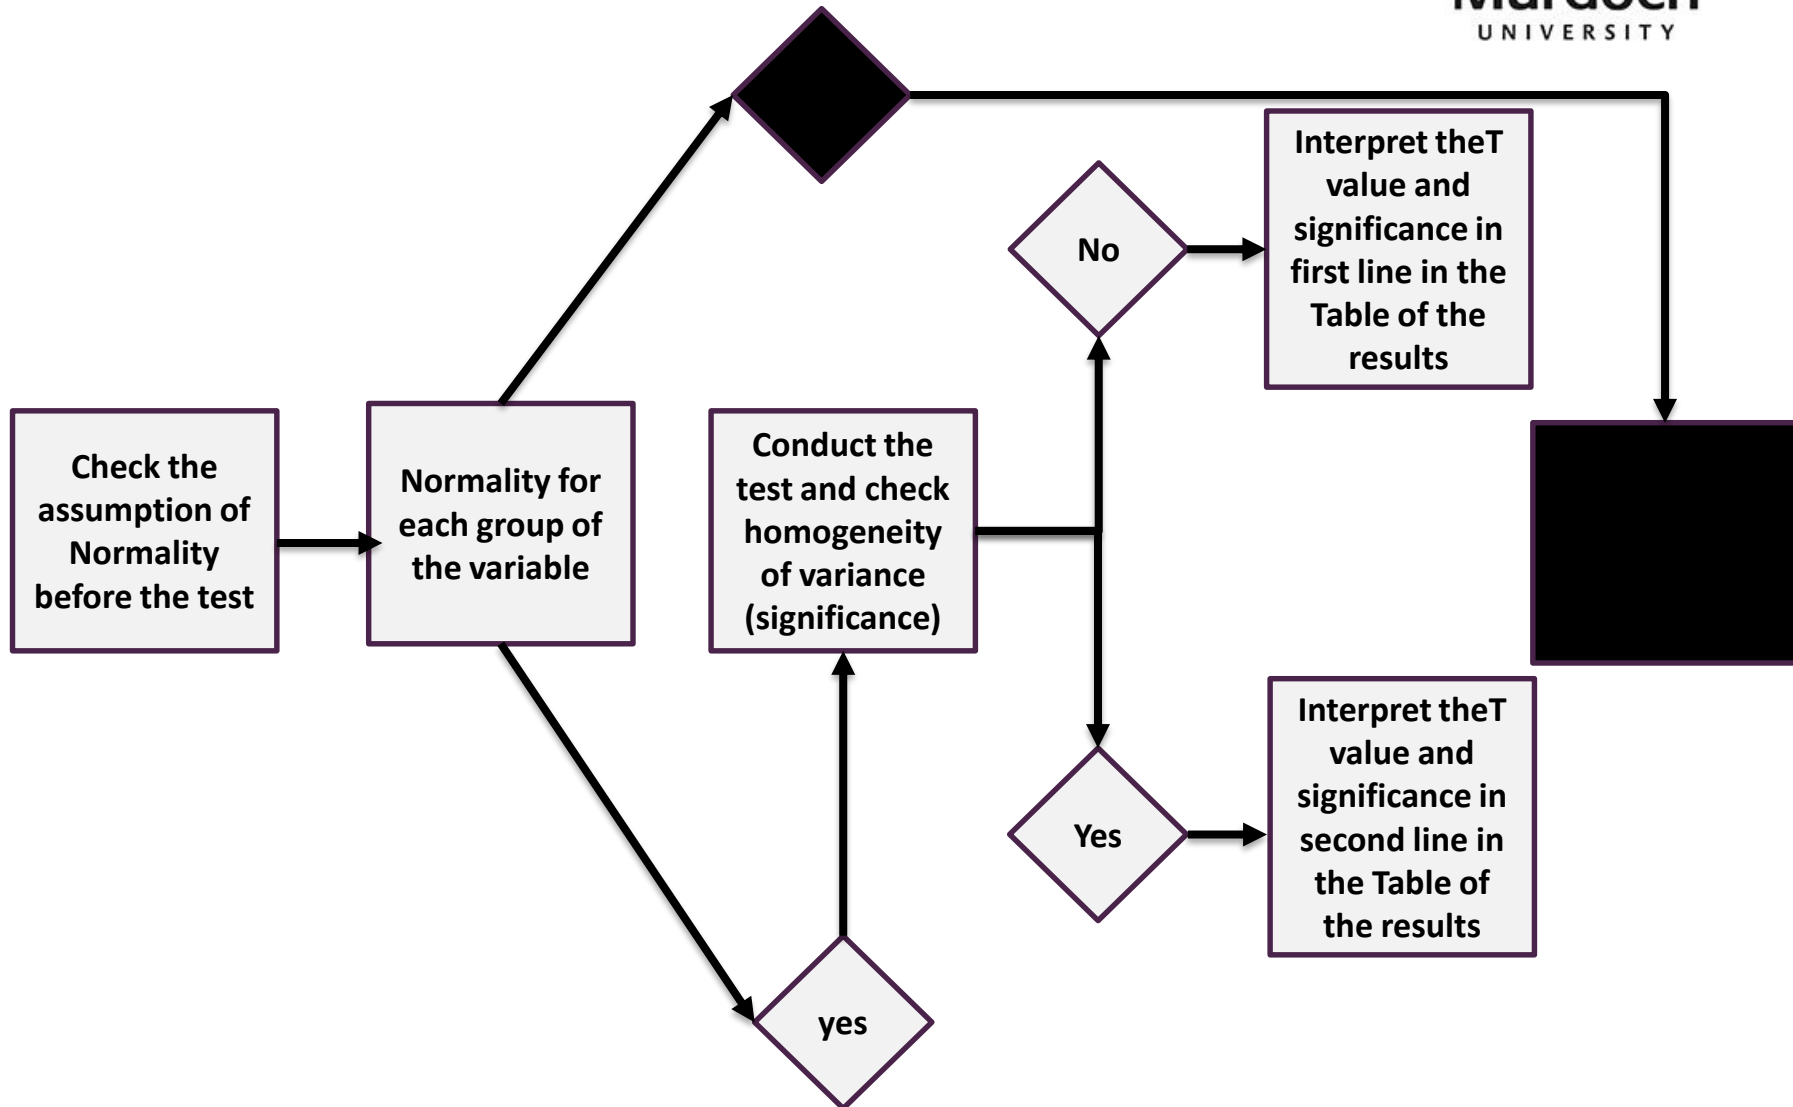 UNIVERSITY
Check the
assumption of
Normality
before the test
Normality for
each group of
the variable
yes
Conduct the
test and check
homogeneity
of variance
(significance)
No
Interpret theT
value and
significance in
first line in the
Table of the
results
Yes
Interpret theT
value and
significance in
second line in
the Table of
the results